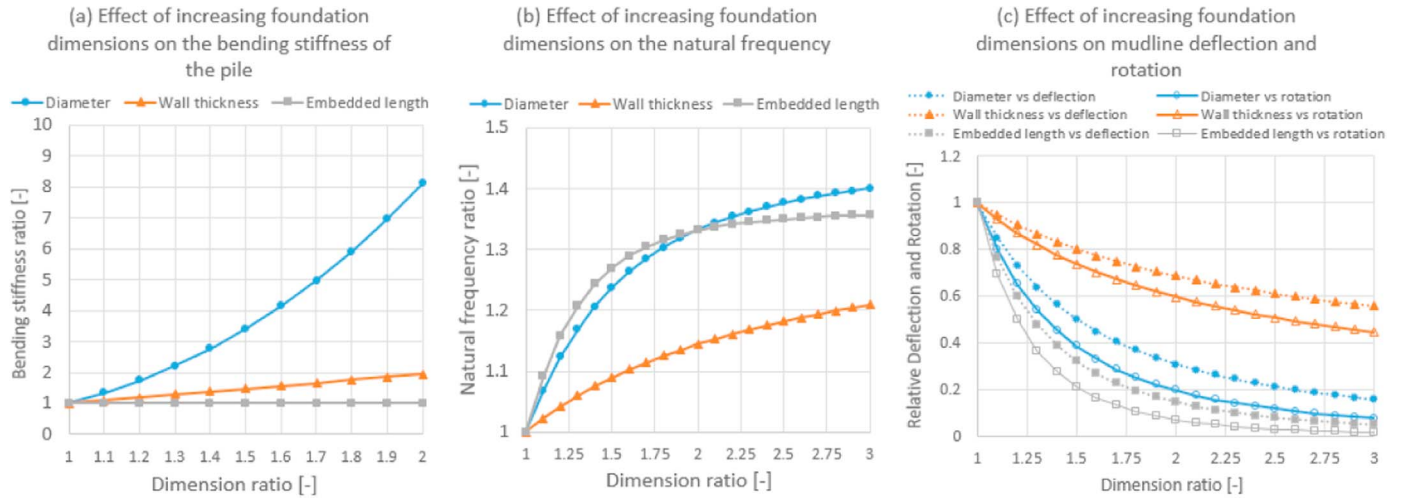 (a) Effect of increasing foundation
dimensions on the bending stiffness of
the pile
Diameter Wall thickness Embedded length
10
9
8
7
6
5
4
3
2
1
0
Bending stiffness ratio [-]
1 1.1 1.2 1.3 1.4 1.5 1.6 1.7 1.8 1.9 2
Dimension ratio [-]
(b) Effect of increasing foundation
dimensions on the natural frequency
Diameter Wall thickness Embedded length
1.5
1.4
1.3
1.2
1.1
1
Natural frequency ratio [-]
1 1.25 1.5 1.75 2 2.25 2.5 2.75 3
Dimension ratio [-]
(c) Effect of increasing foundation
dimensions on mudline deflection and
rotation
Diameter vs deflection Diameter vs rotation
Wall thickness vs deflection Wall thickness vs rotation
Embedded length vs deflection Embedded length vs rotation
1.2
1
0.8
0.6
0.4
0.2
0
Relative Deflection and Rotation [-]
1 1.25 1.5 1.75 2 2.25 2.5 2.75 3
Dimension ratio [-]